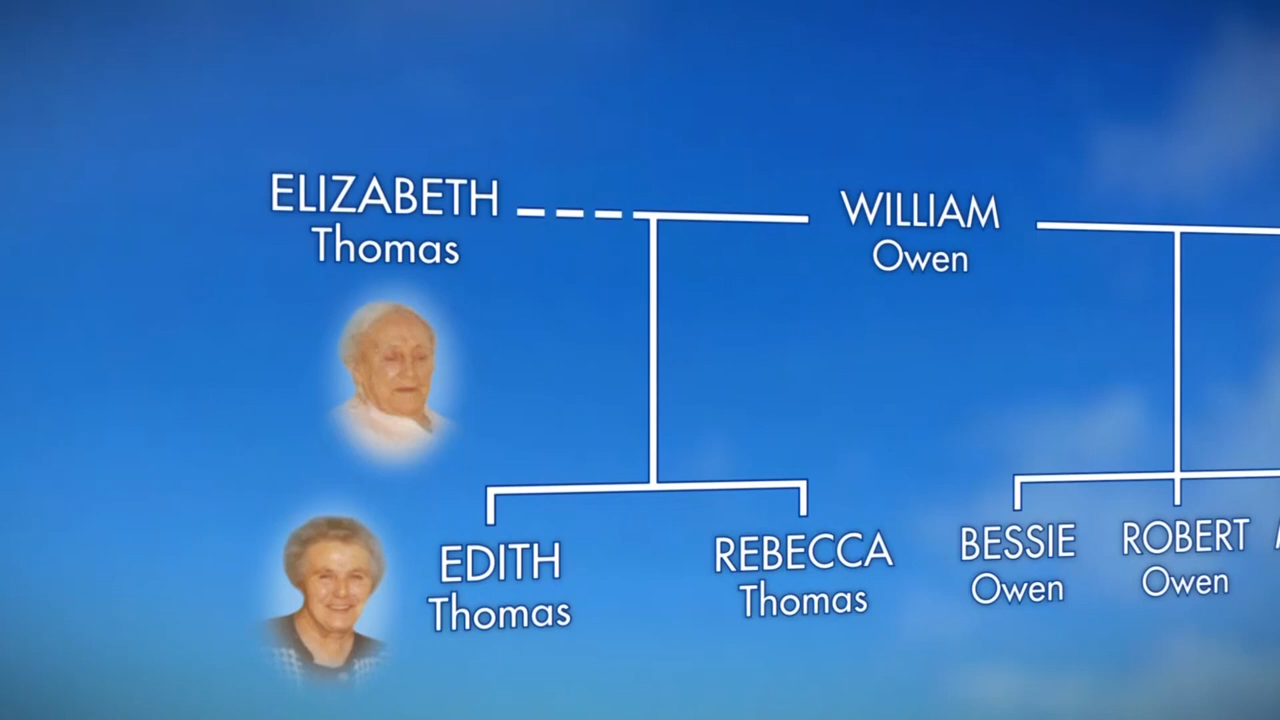 ELIZABETH
Thomas
WILLIAM
Owen
EDITH
Thomas
REBECCA
Thomas
BESSIE
Owen
ROBERT
Owen